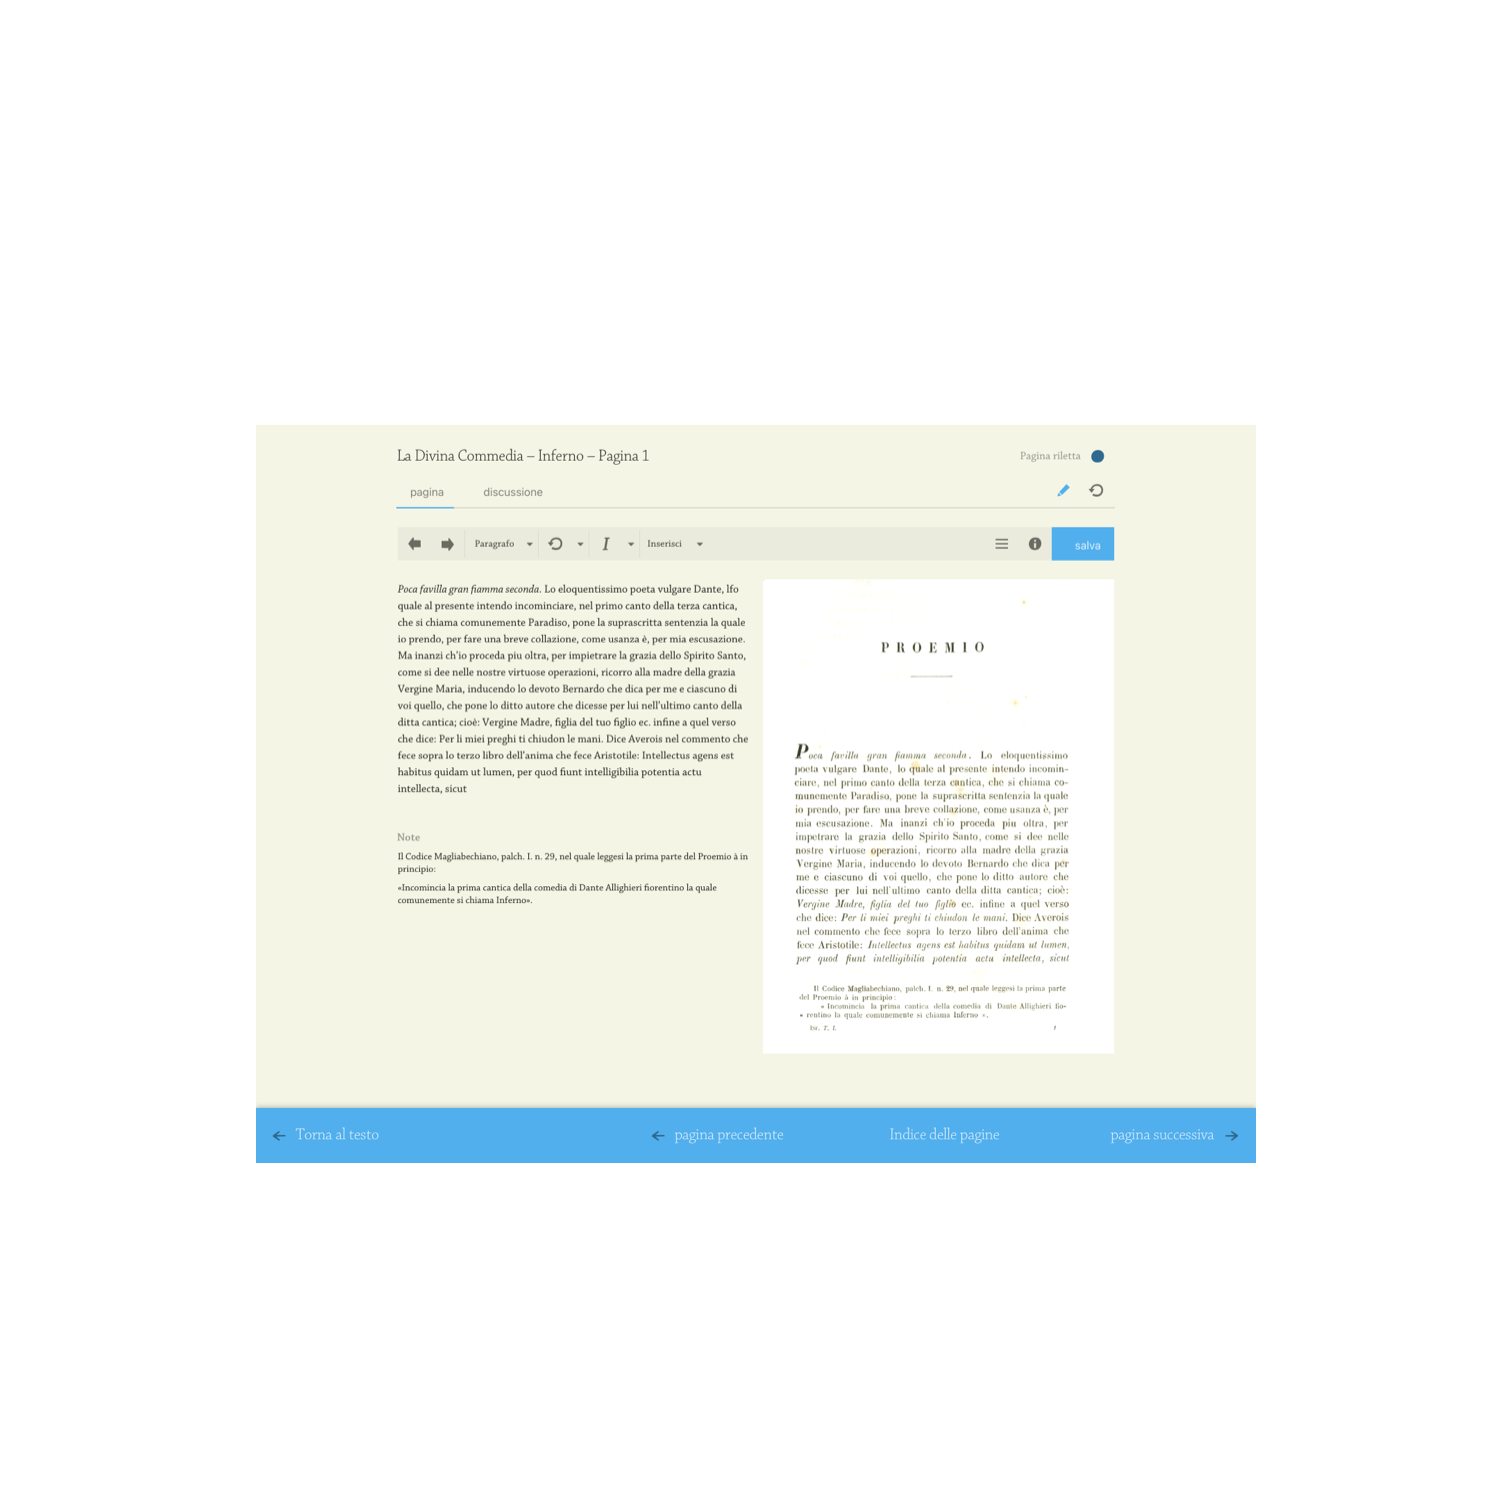 La Divina Commedia – Inferno – Pagina 1
Pagina riletta
pagina
discussione
Paragrafo
I
Inserisci
salva
Poca favilla gran fiamma seconda. Lo eloquentissimo poeta vulgare Dante, lfo
quale al presente intendo incominciare, nel primo canto della terza cantica,
che si chiama comunemente Paradiso, pone la suprascritta sentenzia la quale
io prendo, per fare una breve collazione, come usanza è, per mia escusazione.
Ma inanzi ch'io proceda piu oltra, per impietrare la grazia dello Spirito Santo,
come si dee nelle nostre virtuose operazioni, ricorro alla madre della grazia
Vergine Maria, inducendo lo devoto Bernardo che dica per me e ciascuno di
voi quello, che pone lo ditto autore che dicesse per lui nell'ultimo canto della
ditta cantica; cioè: Vergine Madre, figlia del tuo figlio ec. infine a quel verso
che dice: Per li miei preghi ti chiudon le mani. Dice Averois nel commento che
fece sopra lo terzo libro dell'anima che fece Aristotile: Intellectus agens est
habitus quidam ut lumen, per quod fiunt intelligibilia potentia actu
intellecta, sicut
Note
Il Codice Magliabechiano, palch. I. n. 29, nel quale leggesi la prima parte del Proemio à in
principio:
«Incomincia la prima cantica della comedia di Dante Allighieri fiorentino la quale
comunemente si chiama Inferno».
PROEMIO
Poca favilla gran fiamma seconda. Lo eloquentissimo
poeta vulgare Dante, lo quale al presente intendo incomin-
ciare, nel primo canto della terza cantica, che si chiama co-
munemente Paradiso, pone la suprascritta sentenzia la quale
io prendo, per fare una breve collazione, come usanza è, per
mia escusazione. Ma inanzi ch'io proceda piu oltra, per
impetrare la grazia dello Spirito Santo, come si dee nelle
nostre virtuose operazioni, ricorro alla madre della grazia
Vergine Maria, inducendo lo devoto Bernardo che dica per
me e ciascuno di voi quello, che pone lo ditto autore che
dicesse per lui nell'ultimo canto della ditta cantica; cioè:
Vergine Madre, figlia del tuo figlio ec. infine a quel verso
che dice: Per li miei preghi ti chiudon le mani. Dice Averois
nel commento che fece sopra lo terzo libro dell'anima che
fece Aristotile: Intellectus agens est habitus quidam ut lumen,
per quod fiunt intelligibilia potentia actu intellecta, sicut
Il Codice Magliabechiano, palch. I. n. 29, nel quale leggesi la prima parte
del Proemio à in principio:
« Incomincia la prima cantica della comedia di Dante Allighieri fio-
« rentino la quale comunemente si chiama Inferno ».
Inf. T. I. 1
Torna al testo
pagina precedente
Indice delle pagine
pagina successiva